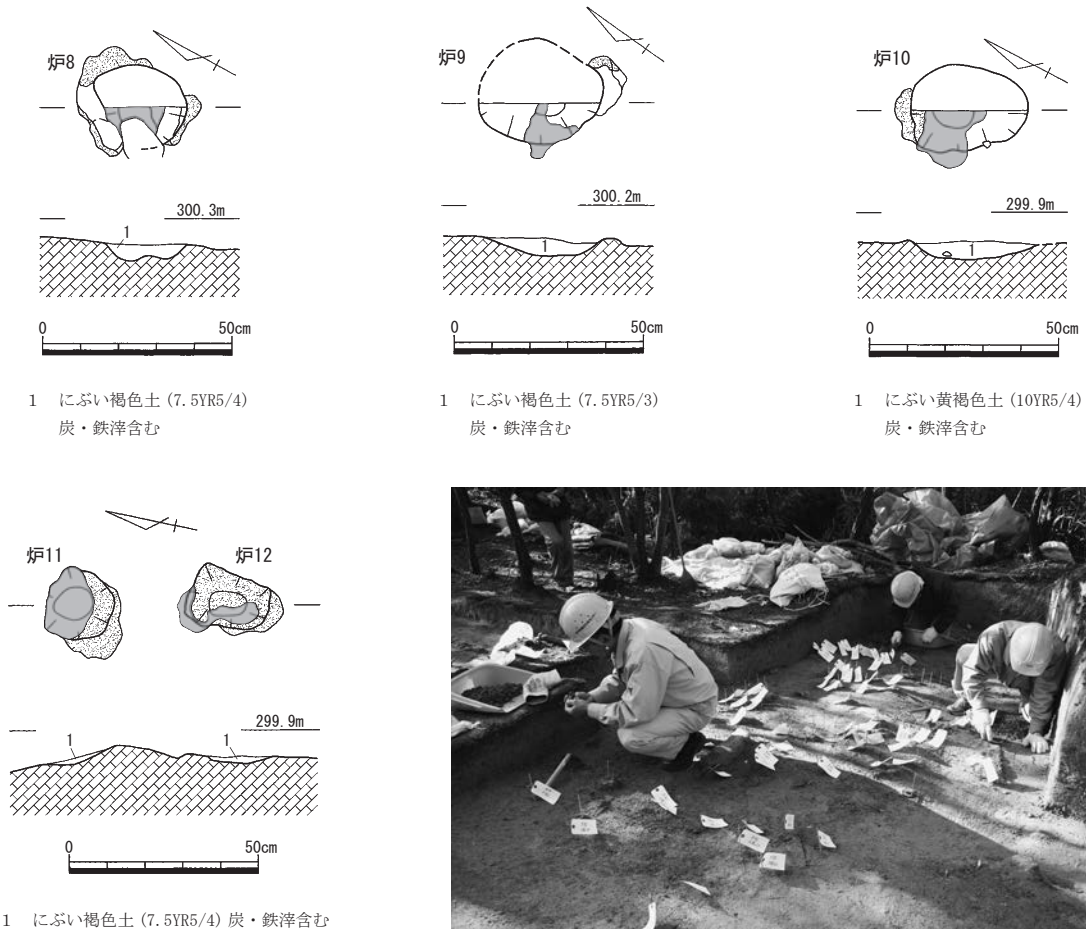 炉8
300.3m
1
0 50cm
1 にぶい褐色土 (7.5YR5/4)
炭・鉄滓含む
炉9
300.2m
1
0 50cm
1 にぶい褐色土 (7.5YR5/3)
炭・鉄滓含む
炉10
299.9m
1
0 50cm
1 にぶい黄褐色土 (10YR5/4)
炭・鉄滓含む
炉11 炉12
299.9m
1 1
0 50cm
1 にぶい褐色土 (7.5YR5/4) 炭・鉄滓含む